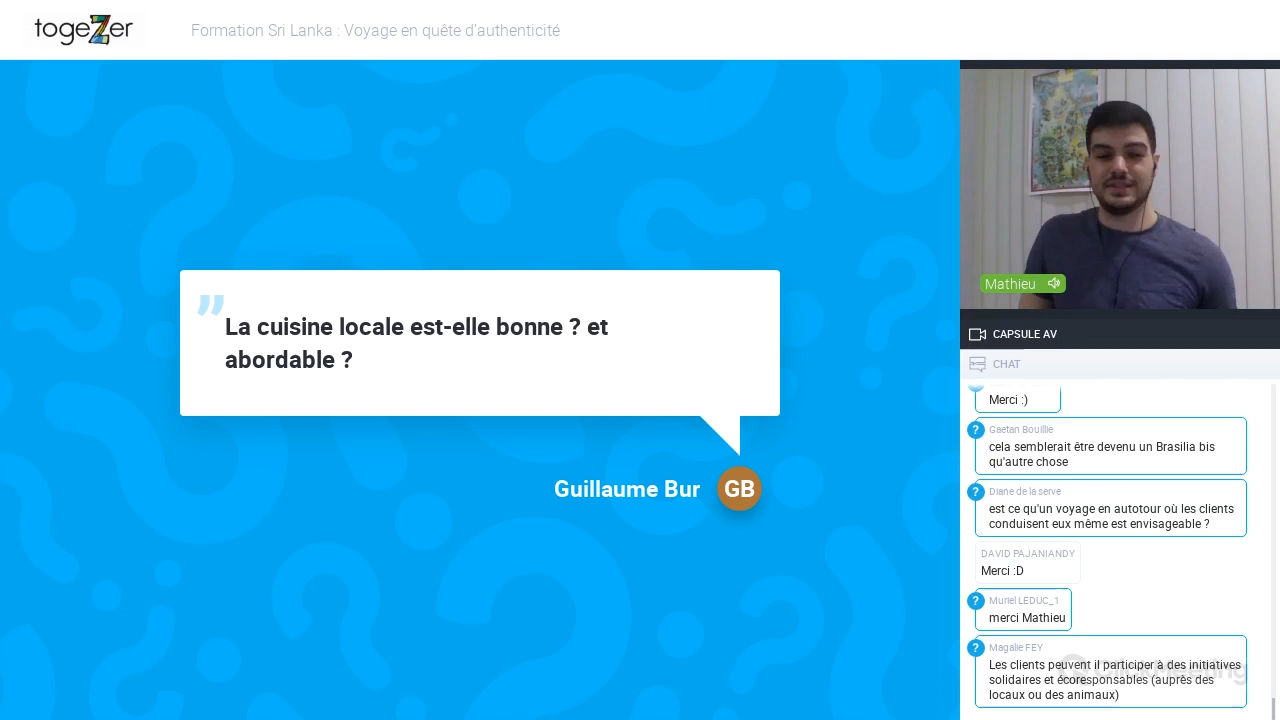 togeZer
Formation Sri Lanka : Voyage en quête d'authenticité
”
La cuisine locale est-elle bonne ? et
abordable ?
Guillaume Bur
GB
Mathieu
CAPSULE AV
CHAT
Merci :)
?
Gaetan Bouillie
cela semblerait être devenu un Brasilia bis
qu'autre chose
?
Diane de la serve
est ce qu'un voyage en autotour où les clients
conduisent eux même est envisageable ?
DAVID PAJANIANDY
Merci :D
?
Muriel LEDUC_1
merci Mathieu
?
Magalie FEY
Les clients peuvent il participer à des initiatives
solidaires et écoresponsables (auprès des
locaux ou des animaux)
ClickMeeting